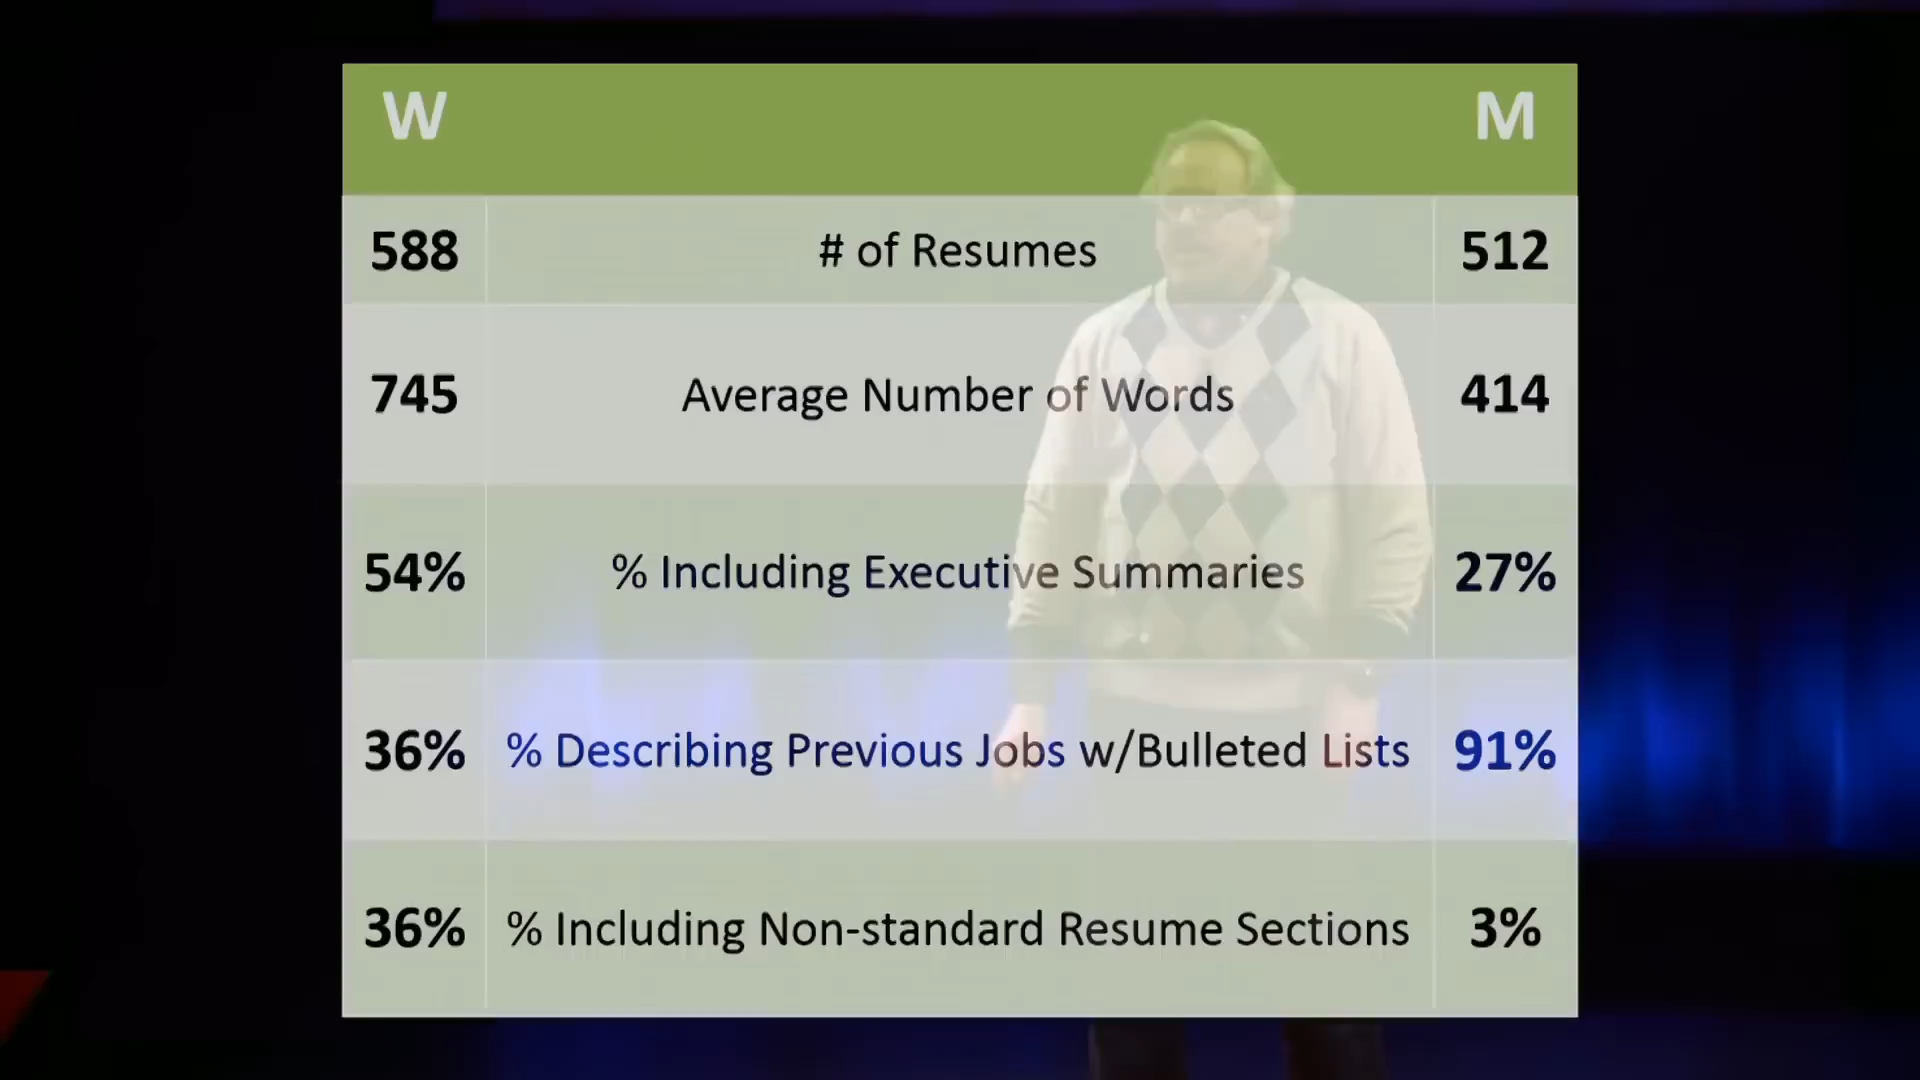 W M
588 # of Resumes 512
745 Average Number of Words 414
54% % Including Executive Summaries 27%
36% % Describing Previous Jobs w/Bulleted Lists 91%
36% % Including Non-standard Resume Sections 3%